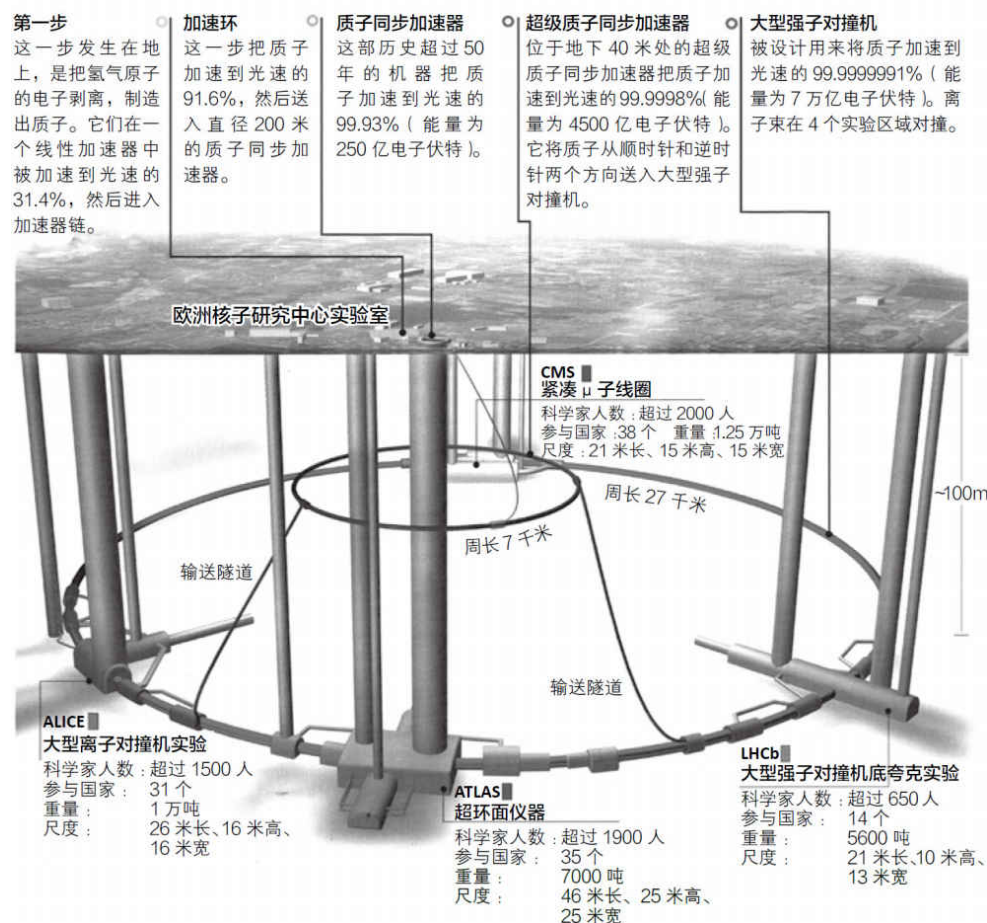 第一步
这一步发生在地
上，是把氢气原子
的电子剥离，制造
出质子。它们在一
个线性加速器中
被加速到光速的
31.4%，然后进入
加速器链。
加速环
这一步把质子
加速到光速的
91.6%，然后送
入直径200米
的质子同步加
速器。
质子同步加速器
这部历史超过50
年的机器把质
子加速到光速的
99.93%（能量为
250亿电子伏特）。
超级质子同步加速器
位于地下40米处的超级
质子同步加速器把质子加
速到光速的99.9998%（能
量为4500亿电子伏特）。
它将质子从顺时针和逆时
针两个方向送入大型强子
对撞机。
大型强子对撞机
被设计用来将质子加速到
光速的99.9999991%（能
量为7万亿电子伏特）。离
子束在4个实验区域对撞。
欧洲核子研究中心实验室
CMS
紧凑μ子线圈
科学家人数：超过2000人
参与国家：38个 重量：1.25万吨
尺度：21米长、15米高、15米宽
周长27千米
~100m
周长7千米
输送隧道
输送隧道
ALICE
大型离子对撞机实验
科学家人数：超过1500人
参与国家： 31个
重量： 1万吨
尺度： 26米长、16米高、
16米宽
ATLAS
超环面仪器
科学家人数：超过1900人
参与国家： 35个
重量： 7000吨
尺度： 46米长、25米高、
25米宽
LHCb
大型强子对撞机底夸克实验
科学家人数：超过650人
参与国家： 14个
重量： 5600吨
尺度： 21米长、10米高、
13米宽